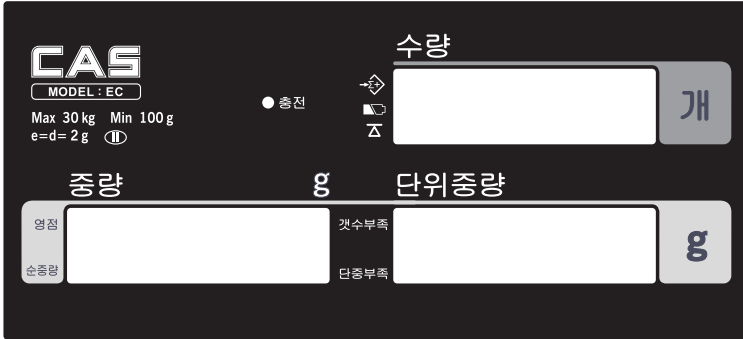 CAS
MODEL : EC
Max 30 kg Min 100 g
e=d= 2 g II
충전
수량
Σ+
개
중량 g
단위중량
영점
순중량
갯수부족
단중부족
g